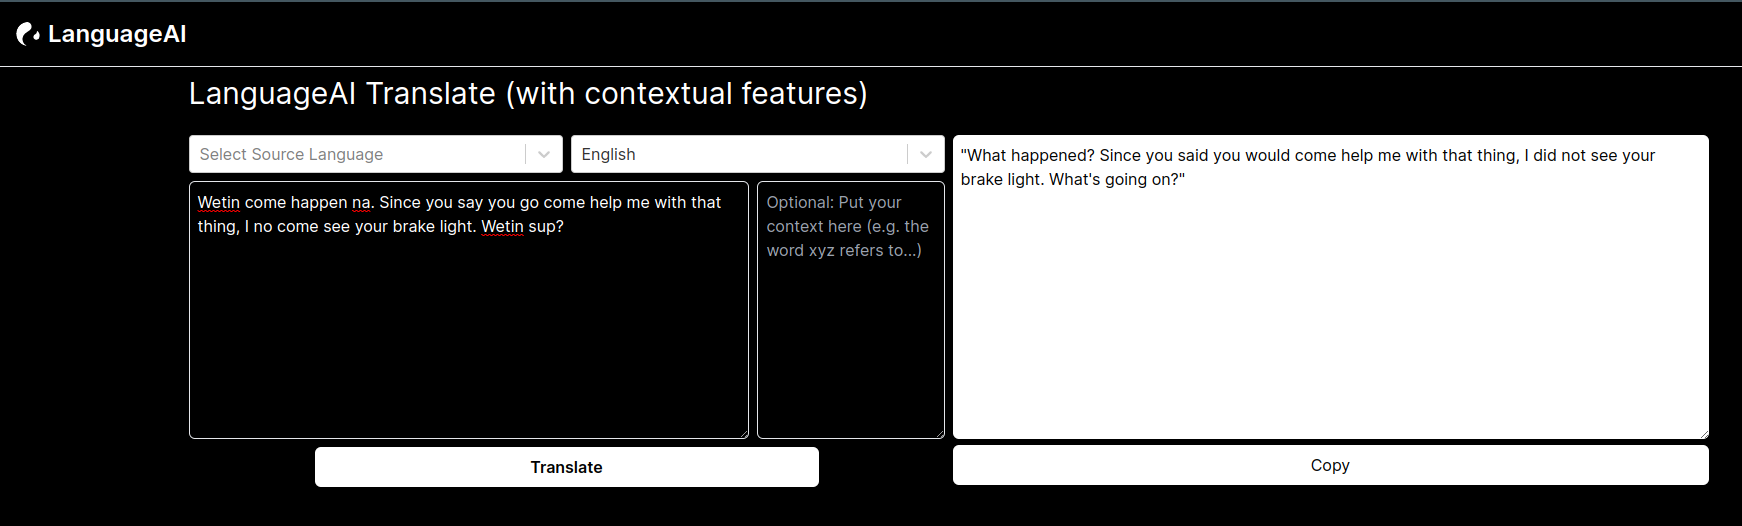 LanguageAI
LanguageAI Translate (with contextual features)
Select Source Language
English
Wetin come happen na. Since you say you go come help me with that
thing, I no come see your brake light. Wetin sup?
Optional: Put your
context here (e.g. the
word xyz refers to...)
Translate
"What happened? Since you said you would come help me with that thing, I did not see your
brake light. What's going on?"
Copy